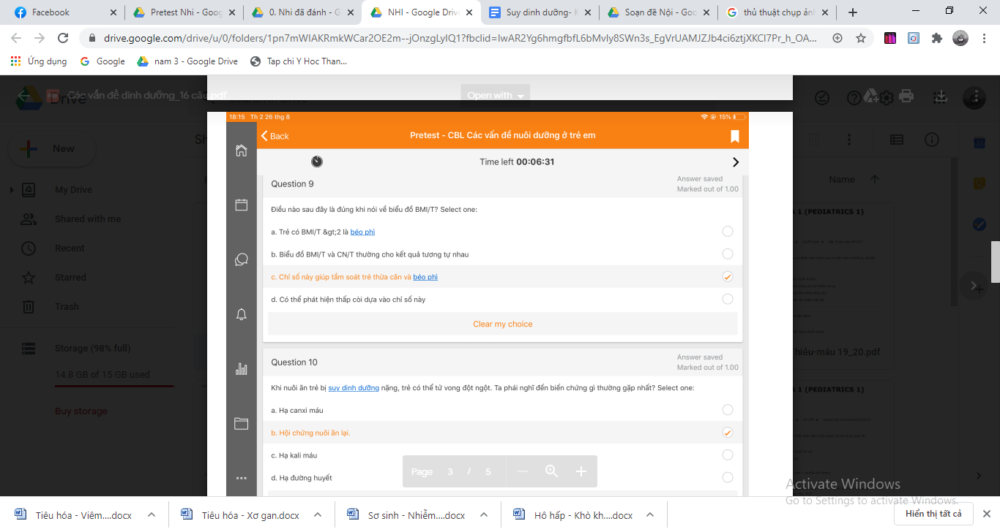 Facebook
Pretest Nhi - Goog
0. Nhi đã đánh - G
NHI - Google Driv
Suy dinh dưỡng- K
Soạn đề Nội - Goo
thủ thuật chụp ảnh
drive.google.com/drive/u/0/folders/1pn7mWIAKRmkWCar2OE2m--jOnzgLyIQ1?fbclid=IwAR2Yg6hmgfbfL6bMvIy8SWn3s_EgVrUAMJZJb4ci6ztjXKCl7Pr_h_OA...
Ứng dụng
Google
nam 3 - Google Drive
Tap chi Y Hoc Than...
Các vấn đề dinh dưỡng_16 câu.pdf
Drive
Open with
New
My Drive
Shared with me
Recent
Starred
Trash
Storage (98% full)
14.8 GB of 15 GB used
Buy storage
18:15 Th 2 26 thg 8
15%
Back
Pretest - CBL Các vấn đề nuôi dưỡng ở trẻ em
Time left 00:06:31
Question 9
Answer saved
Marked out of 1.00
Điều nào sau đây là đúng khi nói về biểu đồ BMI/T? Select one:
a. Trẻ có BMI/T &gt;2 là béo phì
b. Biểu đồ BMI/T và CN/T thường cho kết quả tương tự nhau
c. Chỉ số này giúp tầm soát trẻ thừa cân và béo phì
d. Có thể phát hiện thấp còi dựa vào chỉ số này
Clear my choice
Question 10
Answer saved
Marked out of 1.00
Khi nuôi ăn trẻ bị suy dinh dưỡng nặng, trẻ có thể tử vong đột ngột. Ta phải nghĩ đến biến chứng gì thường gặp nhất? Select one:
a. Hạ canxi máu
b. Hội chứng nuôi ăn lại.
c. Hạ kali máu
d. Hạ đường huyết
Page 3 / 5
Name
1 (PEDIATRICS 1)
hiếu-máu 19_20.pdf
1 (PEDIATRICS 1)
Activate Windows
Go to Settings to activate Windows.
Tiêu hóa - Viêm....docx
Tiêu hóa - Xơ gan.docx
Sơ sinh - Nhiễm....docx
Hô hấp - Khò kh....docx
Hiển thị tất cả